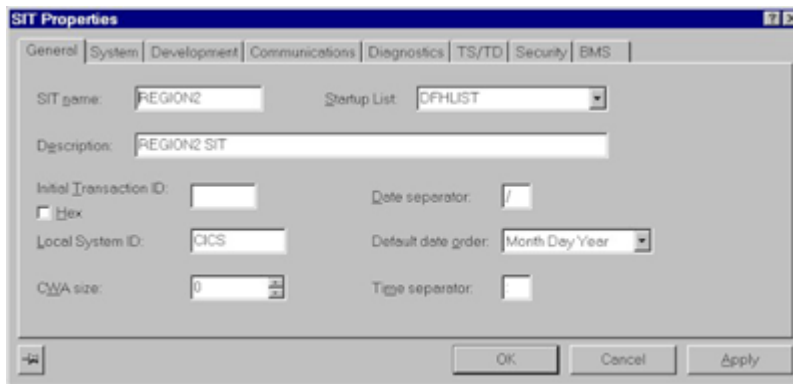 SIT Properties
General System Development Communications Diagnostics TS/TD Security BMS
SIT name: REGION2 Startup List: DFHLIST
Description: REGION2 SIT
Initial Transaction ID: Date separator: /
Hex
Local System ID: CICS Default date order: Month Day Year
CWA size: 0 Time separator: :
OK Cancel Apply